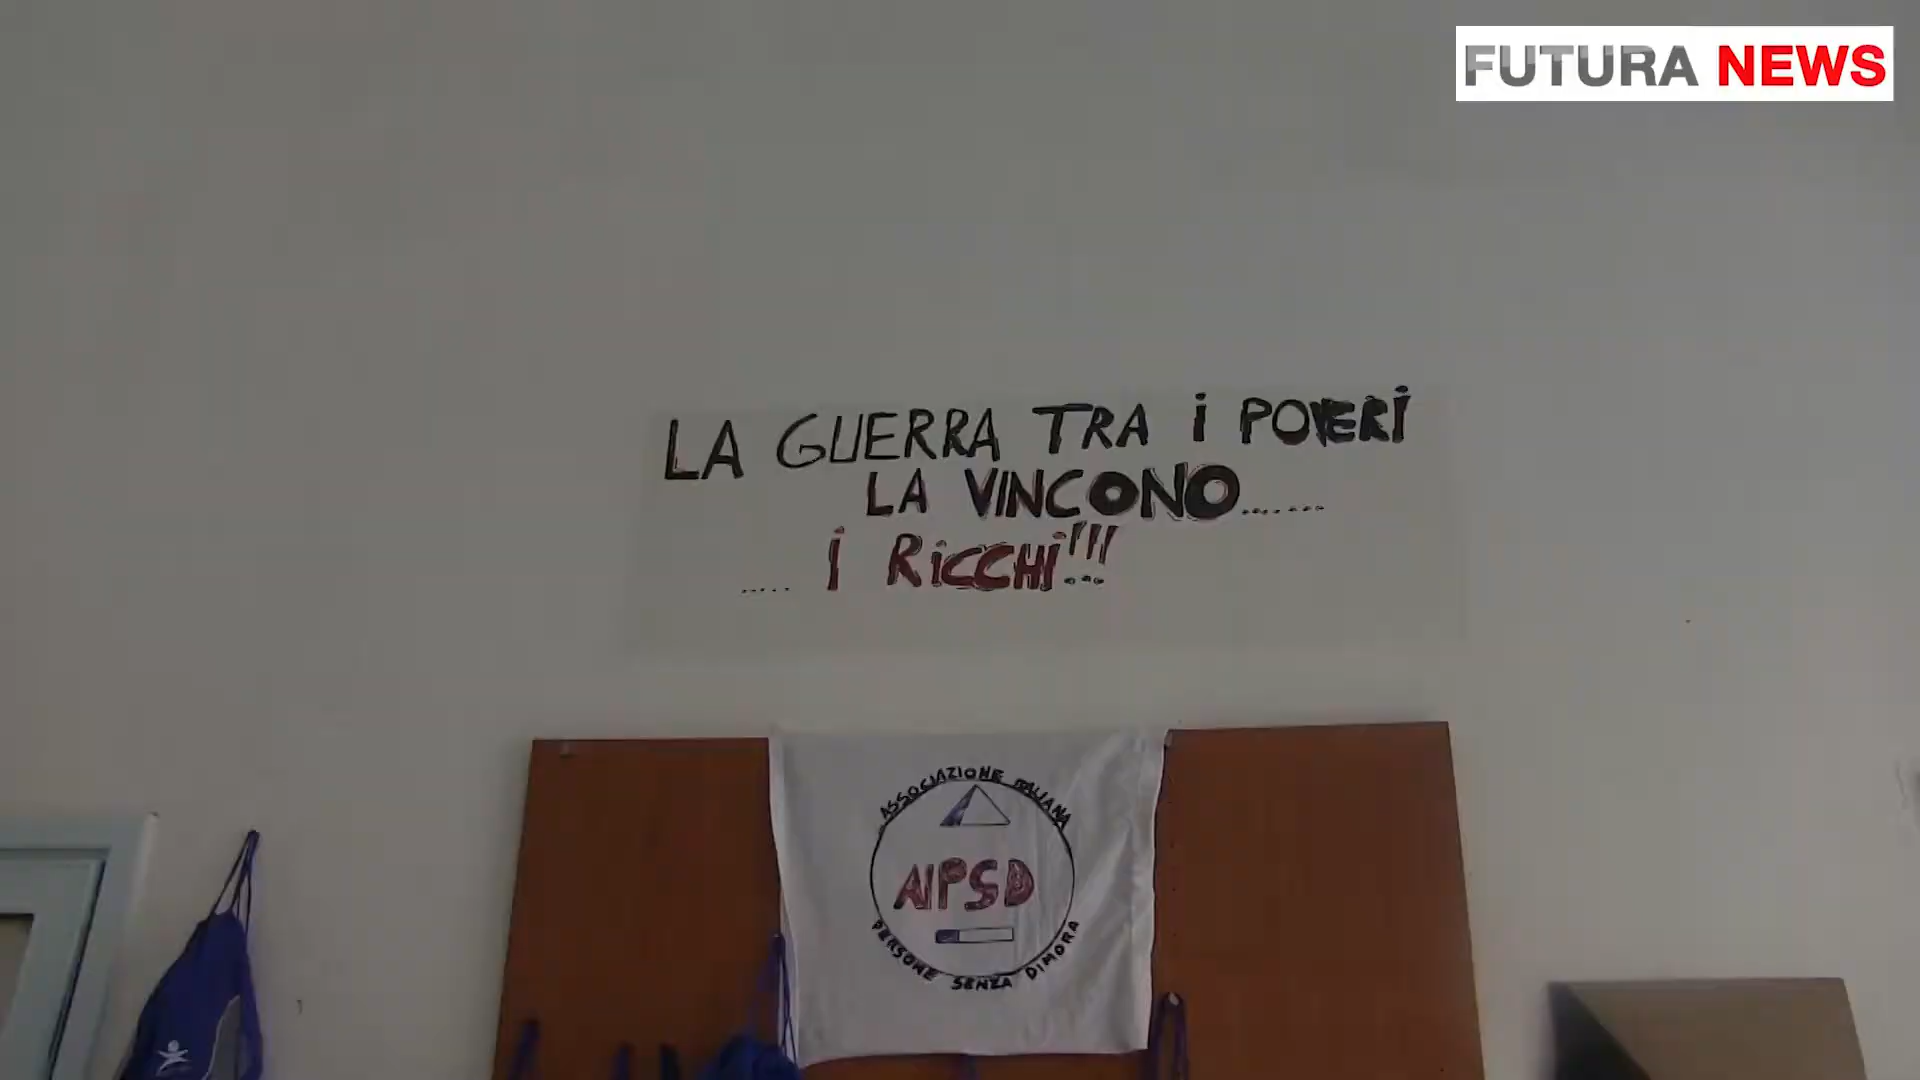 FUTURA NEWS
LA GUERRA TRA i POVERi
LA VINCONO.......
..... i RiCCHi!!!...
ASSOCIAZIONE ITALIANA
AIPSD
PERSONE SENZA DIMORA